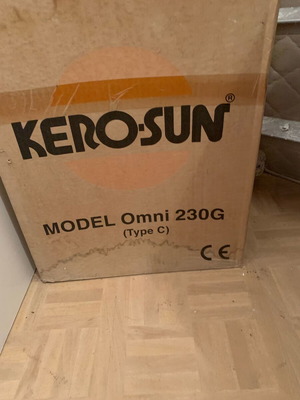 KERO-SUN®
MODEL Omni 230G
(Type C)
CE